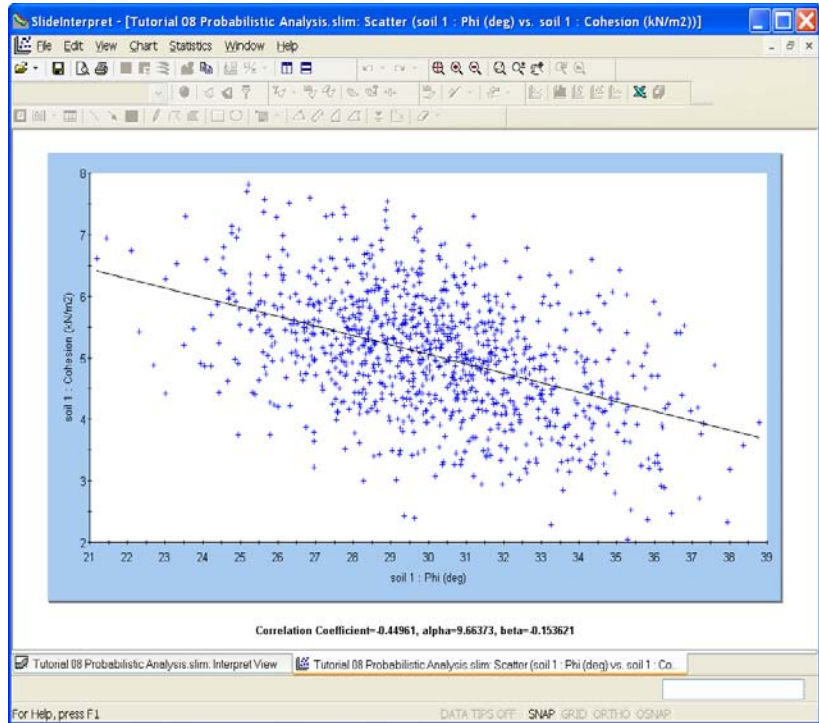 SlideInterpret - [Tutorial 08 Probabilistic Analysis.slim: Scatter (soil 1 : Phi (deg) vs. soil 1 : Cohesion (kN/m2))]
File Edit View Chart Statistics Window Help
8
7
6
5
4
3
2
soil 1 : Cohesion (kN/m2)
21 22 23 24 25 26 27 28 29 30 31 32 33 34 35 36 37 38 39
soil 1 : Phi (deg)
Correlation Coefficient=-0.44961, alpha=9.66373, beta=-0.153621
Tutorial 08 Probabilistic Analysis.slim: Interpret View
Tutorial 08 Probabilistic Analysis.slim: Scatter (soil 1 : Phi (deg) vs. soil 1 : Co...
For Help, press F1
DATA TIPS OFF SNAP GRID ORTHO OSNAP